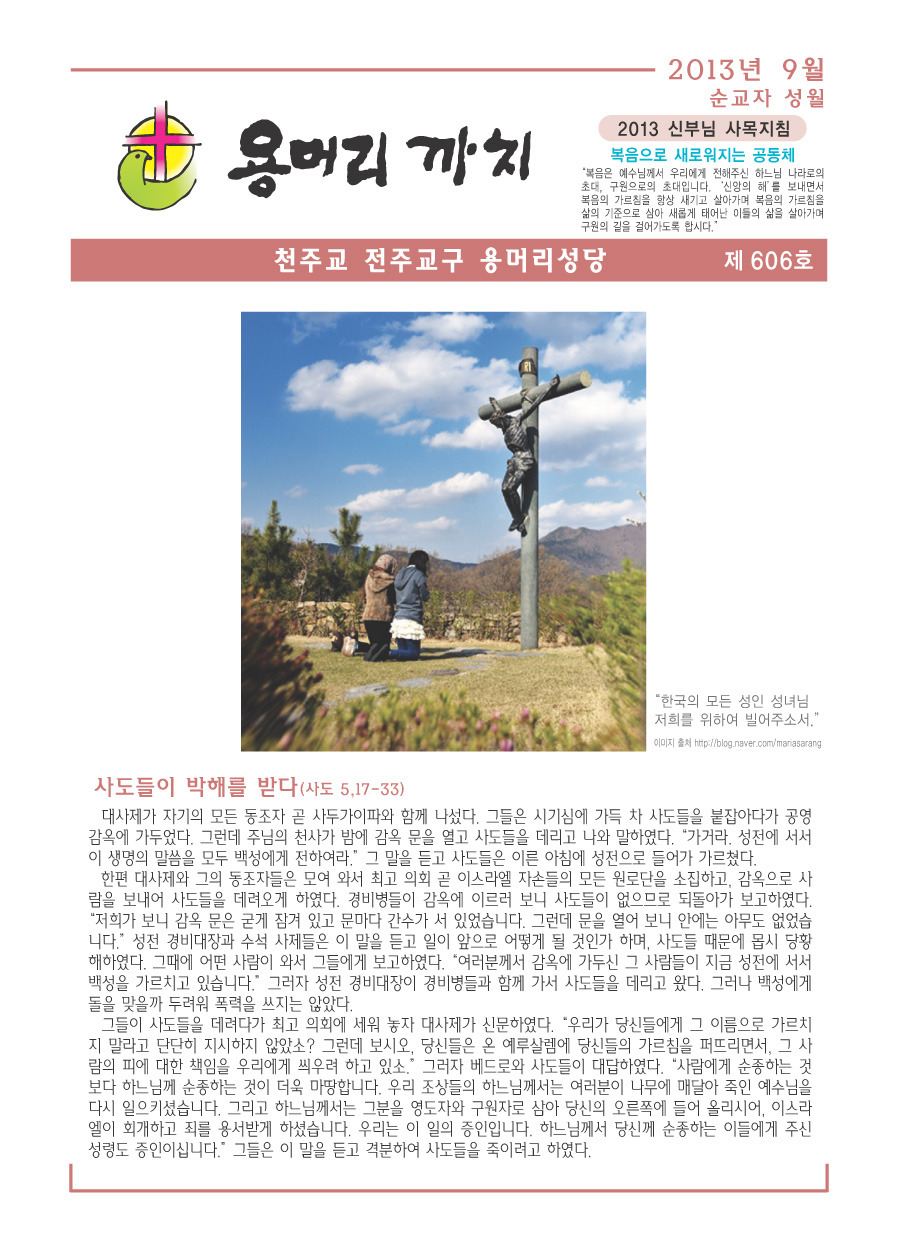 2013년 9월
순교자 성월
용머리 까치
2013 신부님 사목지침
복음으로 새로워지는 공동체
“복음은 예수님께서 우리에게 전해주신 하느님 나라로의
초대, 구원으로의 초대입니다. ‘신앙의 해’를 보내면서
복음의 가르침을 항상 새기고 살아가며 복음의 가르침을
삶의 기준으로 삼아 새롭게 태어난 이들의 삶을 살아가며
구원의 길을 걸어가도록 합시다.”
천주교 전주교구 용머리성당
제 606호
RI
“한국의 모든 성인 성녀님
저희를 위하여 빌어주소서.”
이미지 출처 http://blog.naver.com/mariasarang
사도들이 박해를 받다(사도 5,17-33)
대사제가 자기의 모든 동조자 곧 사두가이파와 함께 나섰다. 그들은 시기심에 가득 차 사도들을 붙잡아다가 공영
감옥에 가두었다. 그런데 주님의 천사가 밤에 감옥 문을 열고 사도들을 데리고 나와 말하였다. “가거라. 성전에 서서
이 생명의 말씀을 모두 백성에게 전하여라.” 그 말을 듣고 사도들은 이른 아침에 성전으로 들어가 가르쳤다.
한편 대사제와 그의 동조자들은 모여 와서 최고 의회 곧 이스라엘 자손들의 모든 원로단을 소집하고, 감옥으로 사
람을 보내어 사도들을 데려오게 하였다. 경비병들이 감옥에 이르러 보니 사도들이 없으므로 되돌아가 보고하였다.
“저희가 보니 감옥 문은 굳게 잠겨 있고 문마다 간수가 서 있었습니다. 그런데 문을 열어 보니 안에는 아무도 없었습
니다.” 성전 경비대장과 수석 사제들은 이 말을 듣고 일이 앞으로 어떻게 될 것인가 하며, 사도들 때문에 몹시 당황
해하였다. 그때에 어떤 사람이 와서 그들에게 보고하였다. “여러분께서 감옥에 가두신 그 사람들이 지금 성전에 서서
백성을 가르치고 있습니다.” 그러자 성전 경비대장이 경비병들과 함께 가서 사도들을 데리고 왔다. 그러나 백성에게
돌을 맞을까 두려워 폭력을 쓰지는 않았다.
그들이 사도들을 데려다가 최고 의회에 세워 놓자 대사제가 신문하였다. “우리가 당신들에게 그 이름으로 가르치
지 말라고 단단히 지시하지 않았소? 그런데 보시오, 당신들은 온 예루살렘에 당신들의 가르침을 퍼뜨리면서, 그 사
람의 피에 대한 책임을 우리에게 씌우려 하고 있소.” 그러자 베드로와 사도들이 대답하였다. “사람에게 순종하는 것
보다 하느님께 순종하는 것이 더욱 마땅합니다. 우리 조상들의 하느님께서는 여러분이 나무에 매달아 죽인 예수님을
다시 일으키셨습니다. 그리고 하느님께서는 그분을 영도자와 구원자로 삼아 당신의 오른쪽에 들어 올리시어, 이스라
엘이 회개하고 죄를 용서받게 하셨습니다. 우리는 이 일의 증인입니다. 하느님께서 당신께 순종하는 이들에게 주신
성령도 증인이십니다.” 그들은 이 말을 듣고 격분하여 사도들을 죽이려고 하였다.